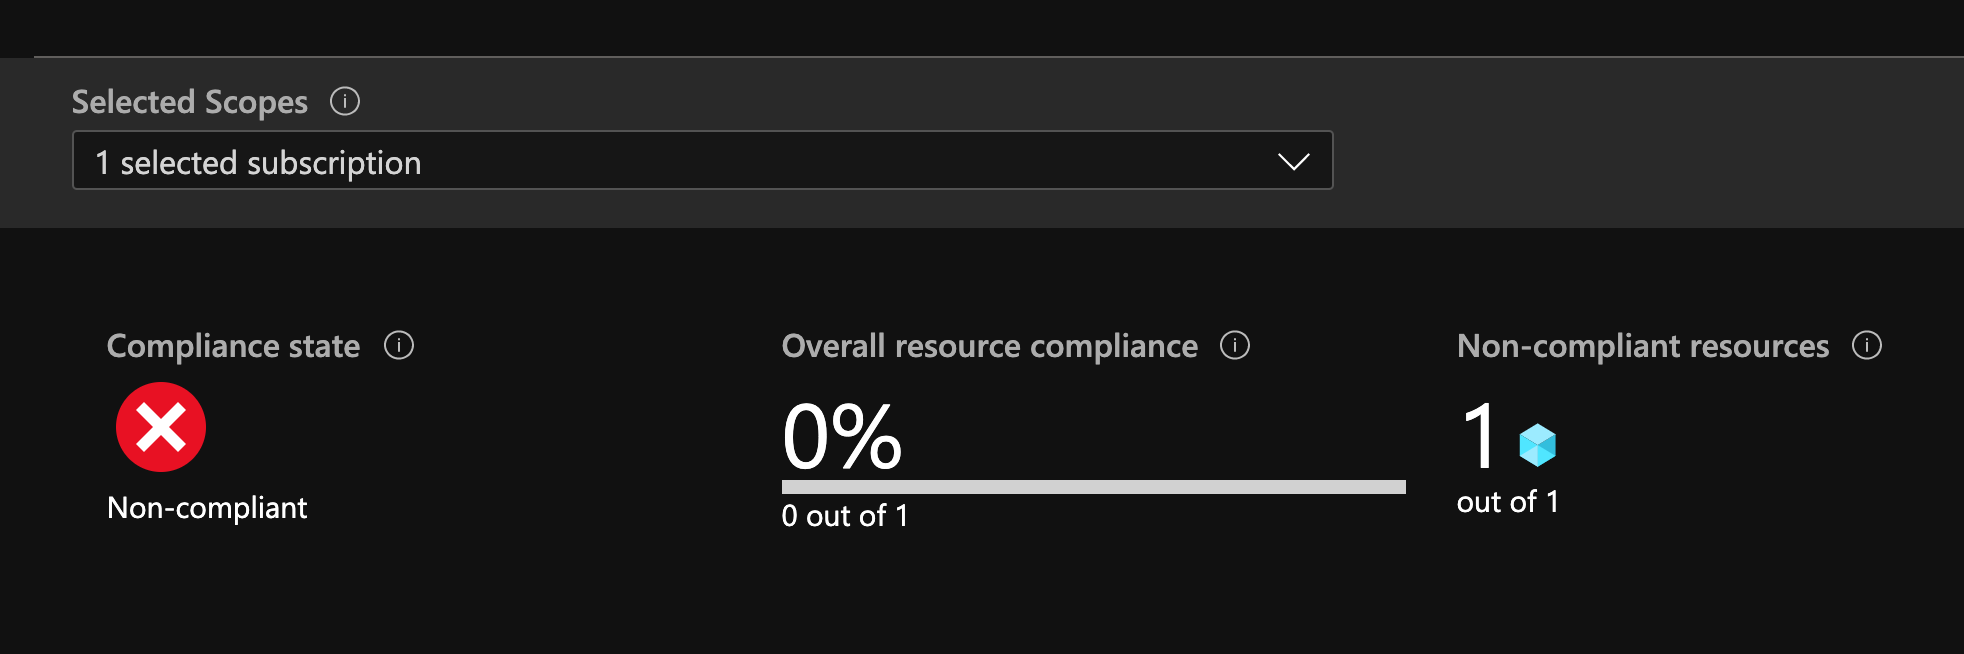 Selected Scopes
1 selected subscription
Compliance state
Non-compliant
Overall resource compliance
0%
0 out of 1
Non-compliant resources
1
out of 1